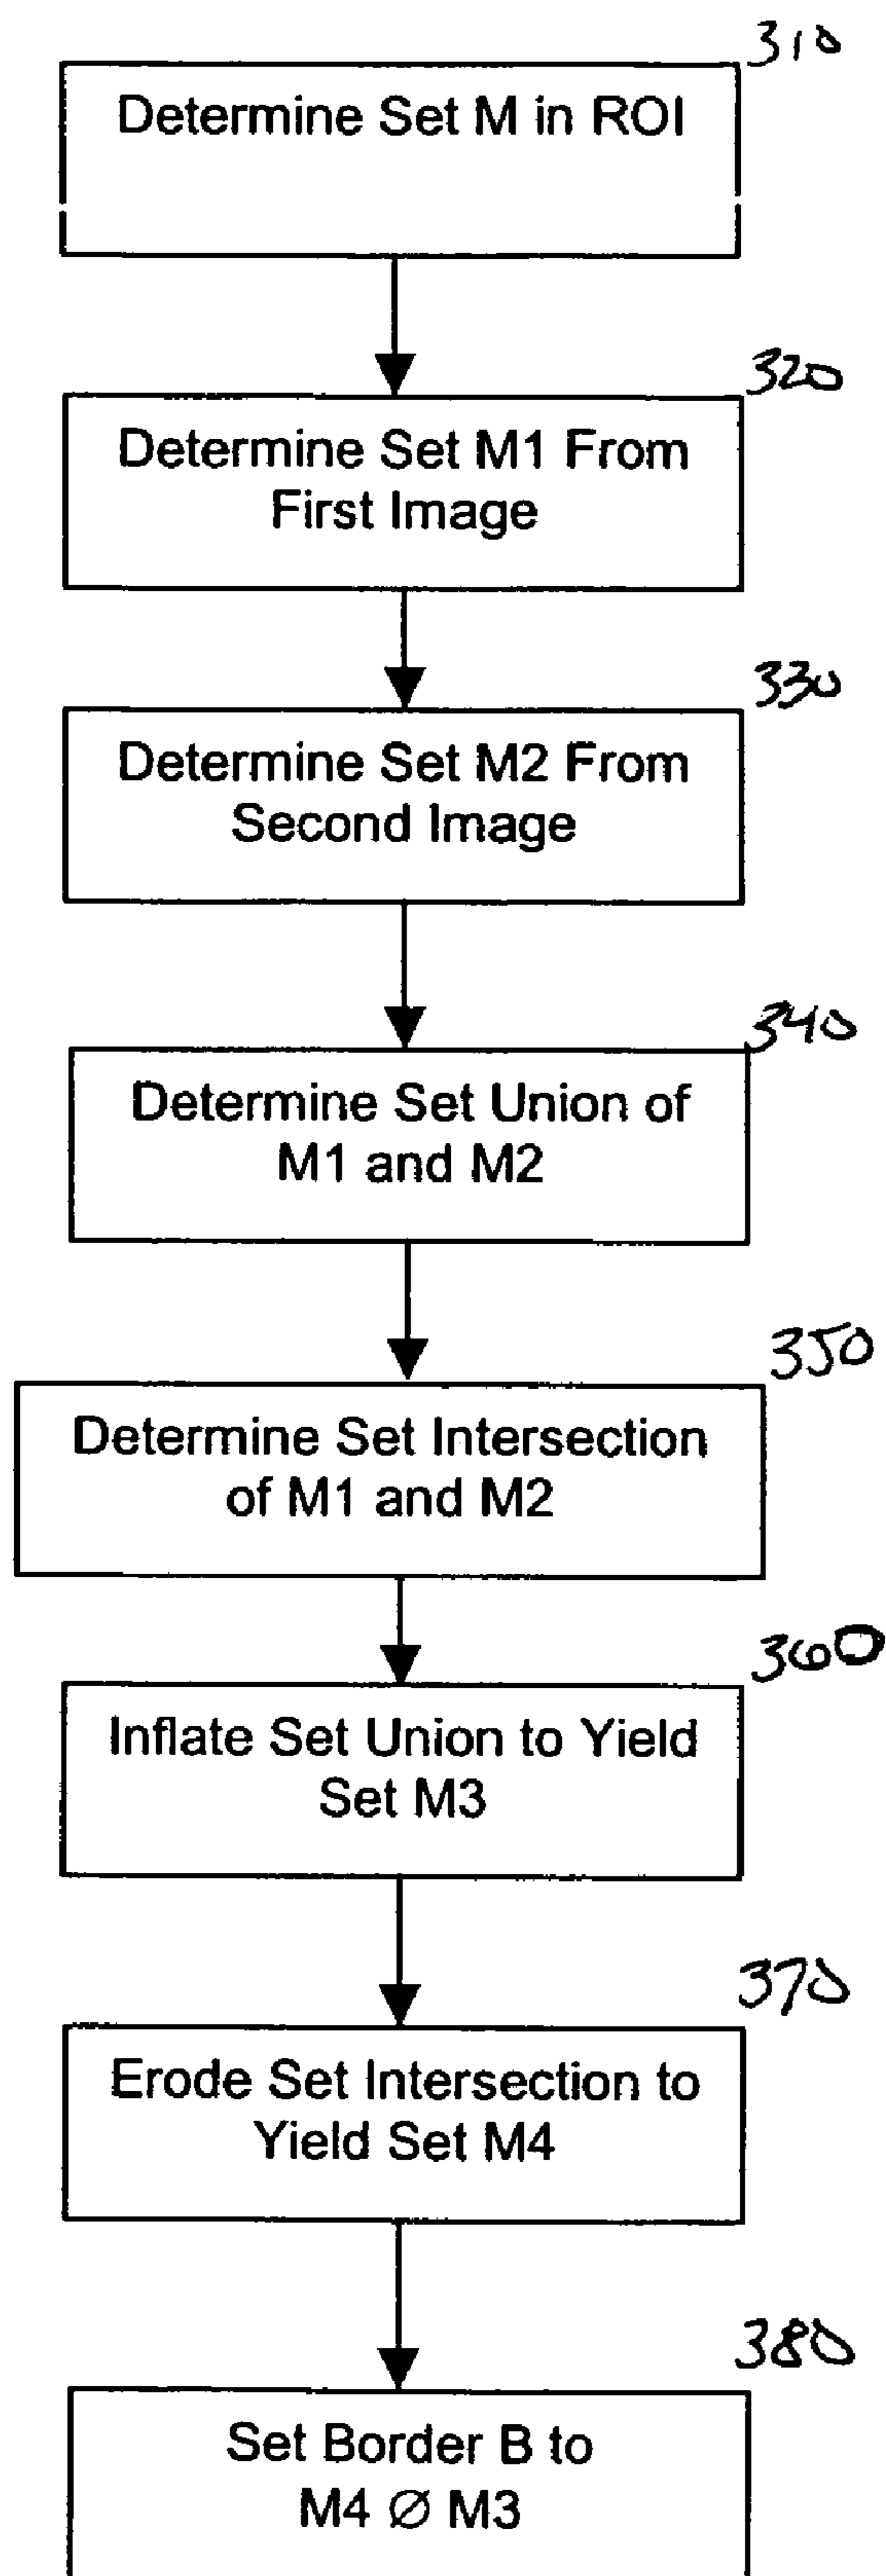 310
Determine Set M in ROI
320
Determine Set M1 From
First Image
330
Determine Set M2 From
Second Image
340
Determine Set Union of
M1 and M2
350
Determine Set Intersection
of M1 and M2
360
Inflate Set Union to Yield
Set M3
370
Erode Set Intersection to
Yield Set M4
380
Set Border B to
M4 ∅ M3